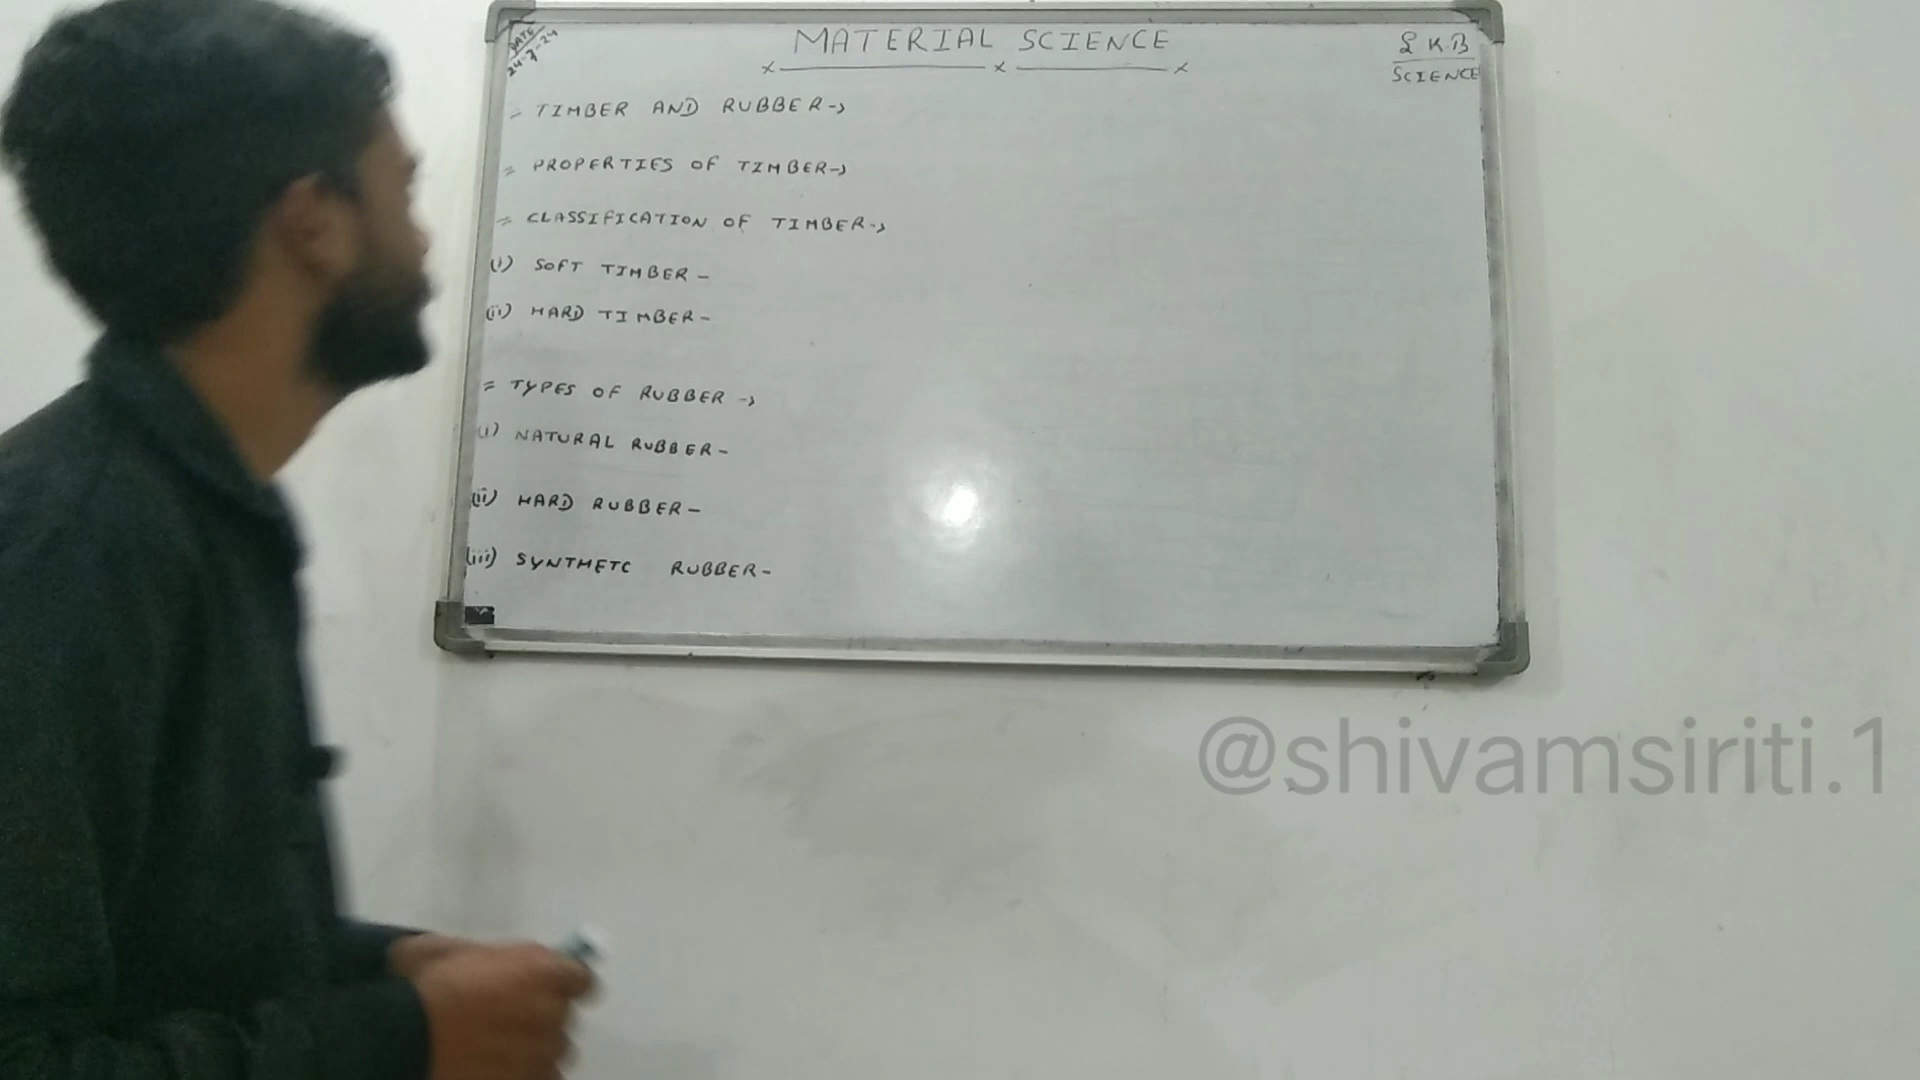 DATE
24-7-24
MATERIAL SCIENCE
K.B
SCIENCE
= TIMBER AND RUBBER→
= PROPERTIES OF TIMBER→
= CLASSIFICATION OF TIMBER→
(i) SOFT TIMBER -
(ii) HARD TIMBER -
= TYPES OF RUBBER →
(i) NATURAL RUBBER -
(ii) HARD RUBBER -
(iii) SYNTHETC RUBBER -
@shivamsiriti.1